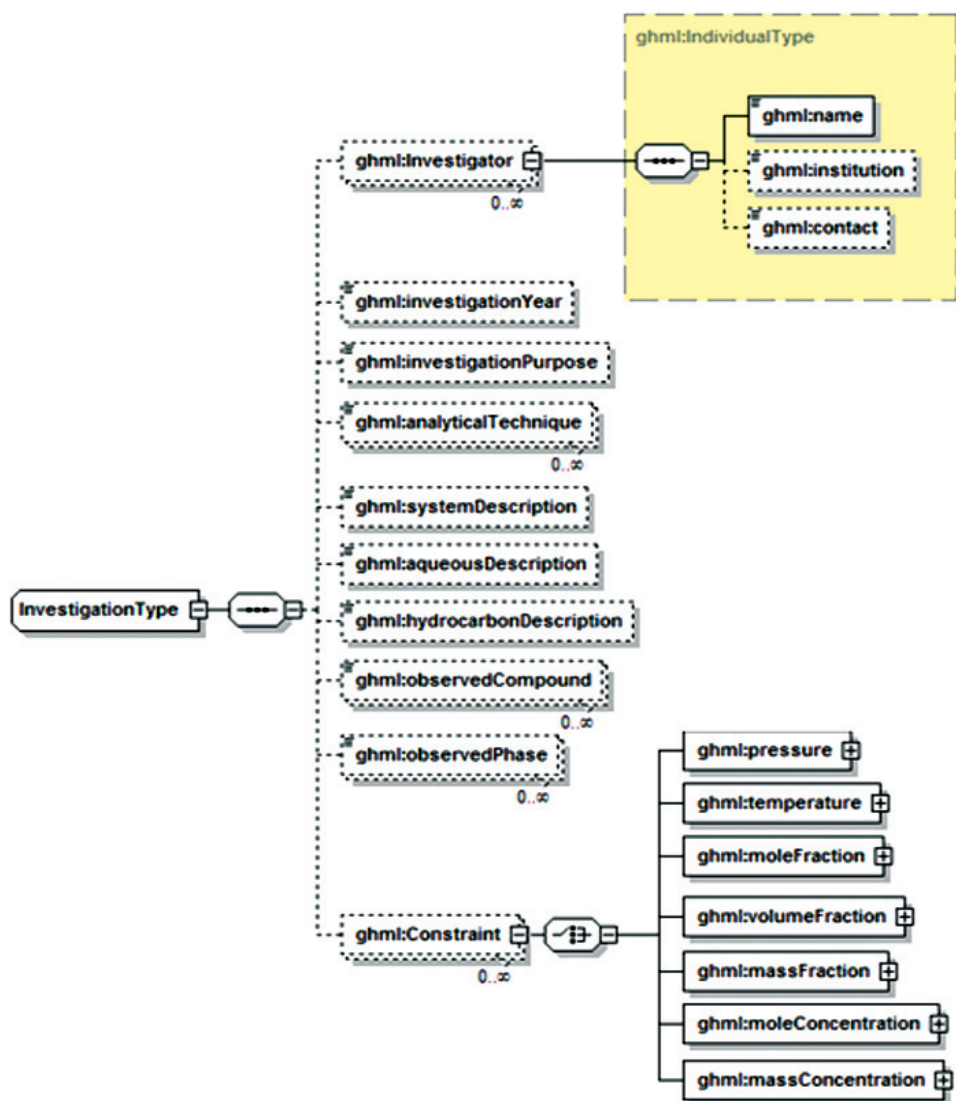 ghml:IndividualType
ghml:name
ghml:Investigator
ghml:institution
0..∞
ghml:contact
ghml:investigationYear
ghml:investigationPurpose
ghml:analyticalTechnique
0..∞
ghml:systemDescription
ghml:aqueousDescription
InvestigationType
ghml:hydrocarbonDescription
ghml:observedCompound
0..∞
ghml:observedPhase
0..∞
ghml:pressure
ghml:temperature
ghml:moleFraction
ghml:volumeFraction
ghml:Constraint
0..∞
ghml:massFraction
ghml:moleConcentration
ghml:massConcentration